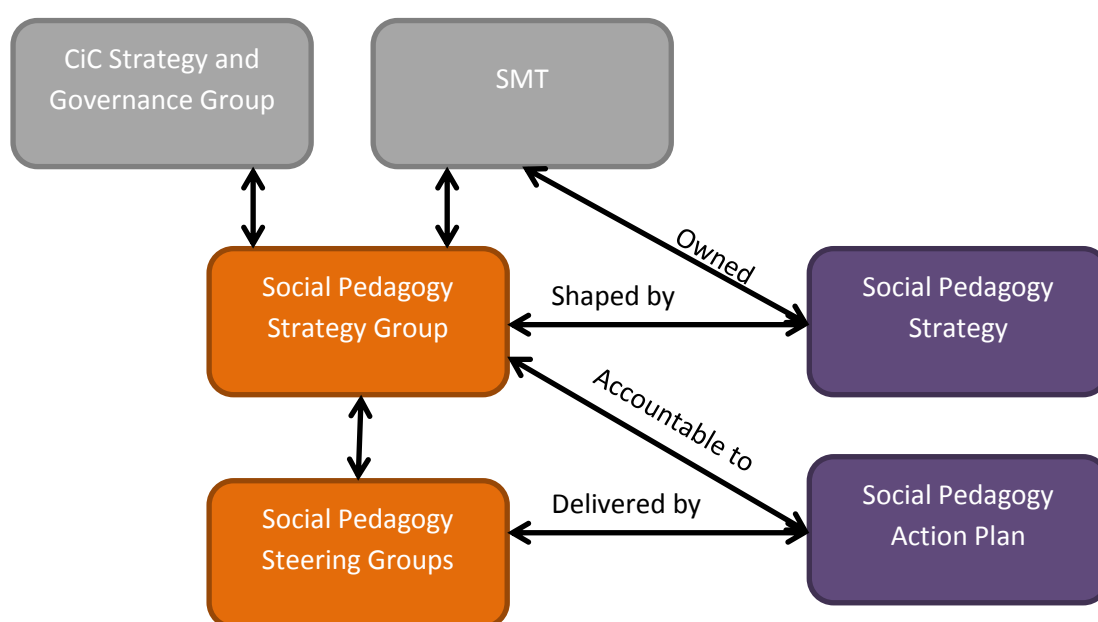 CiC Strategy and
Governance Group
SMT
Owned
Social Pedagogy
Strategy Group
Shaped by
Social Pedagogy
Strategy
Accountable to
Social Pedagogy
Steering Groups
Delivered by
Social Pedagogy
Action Plan